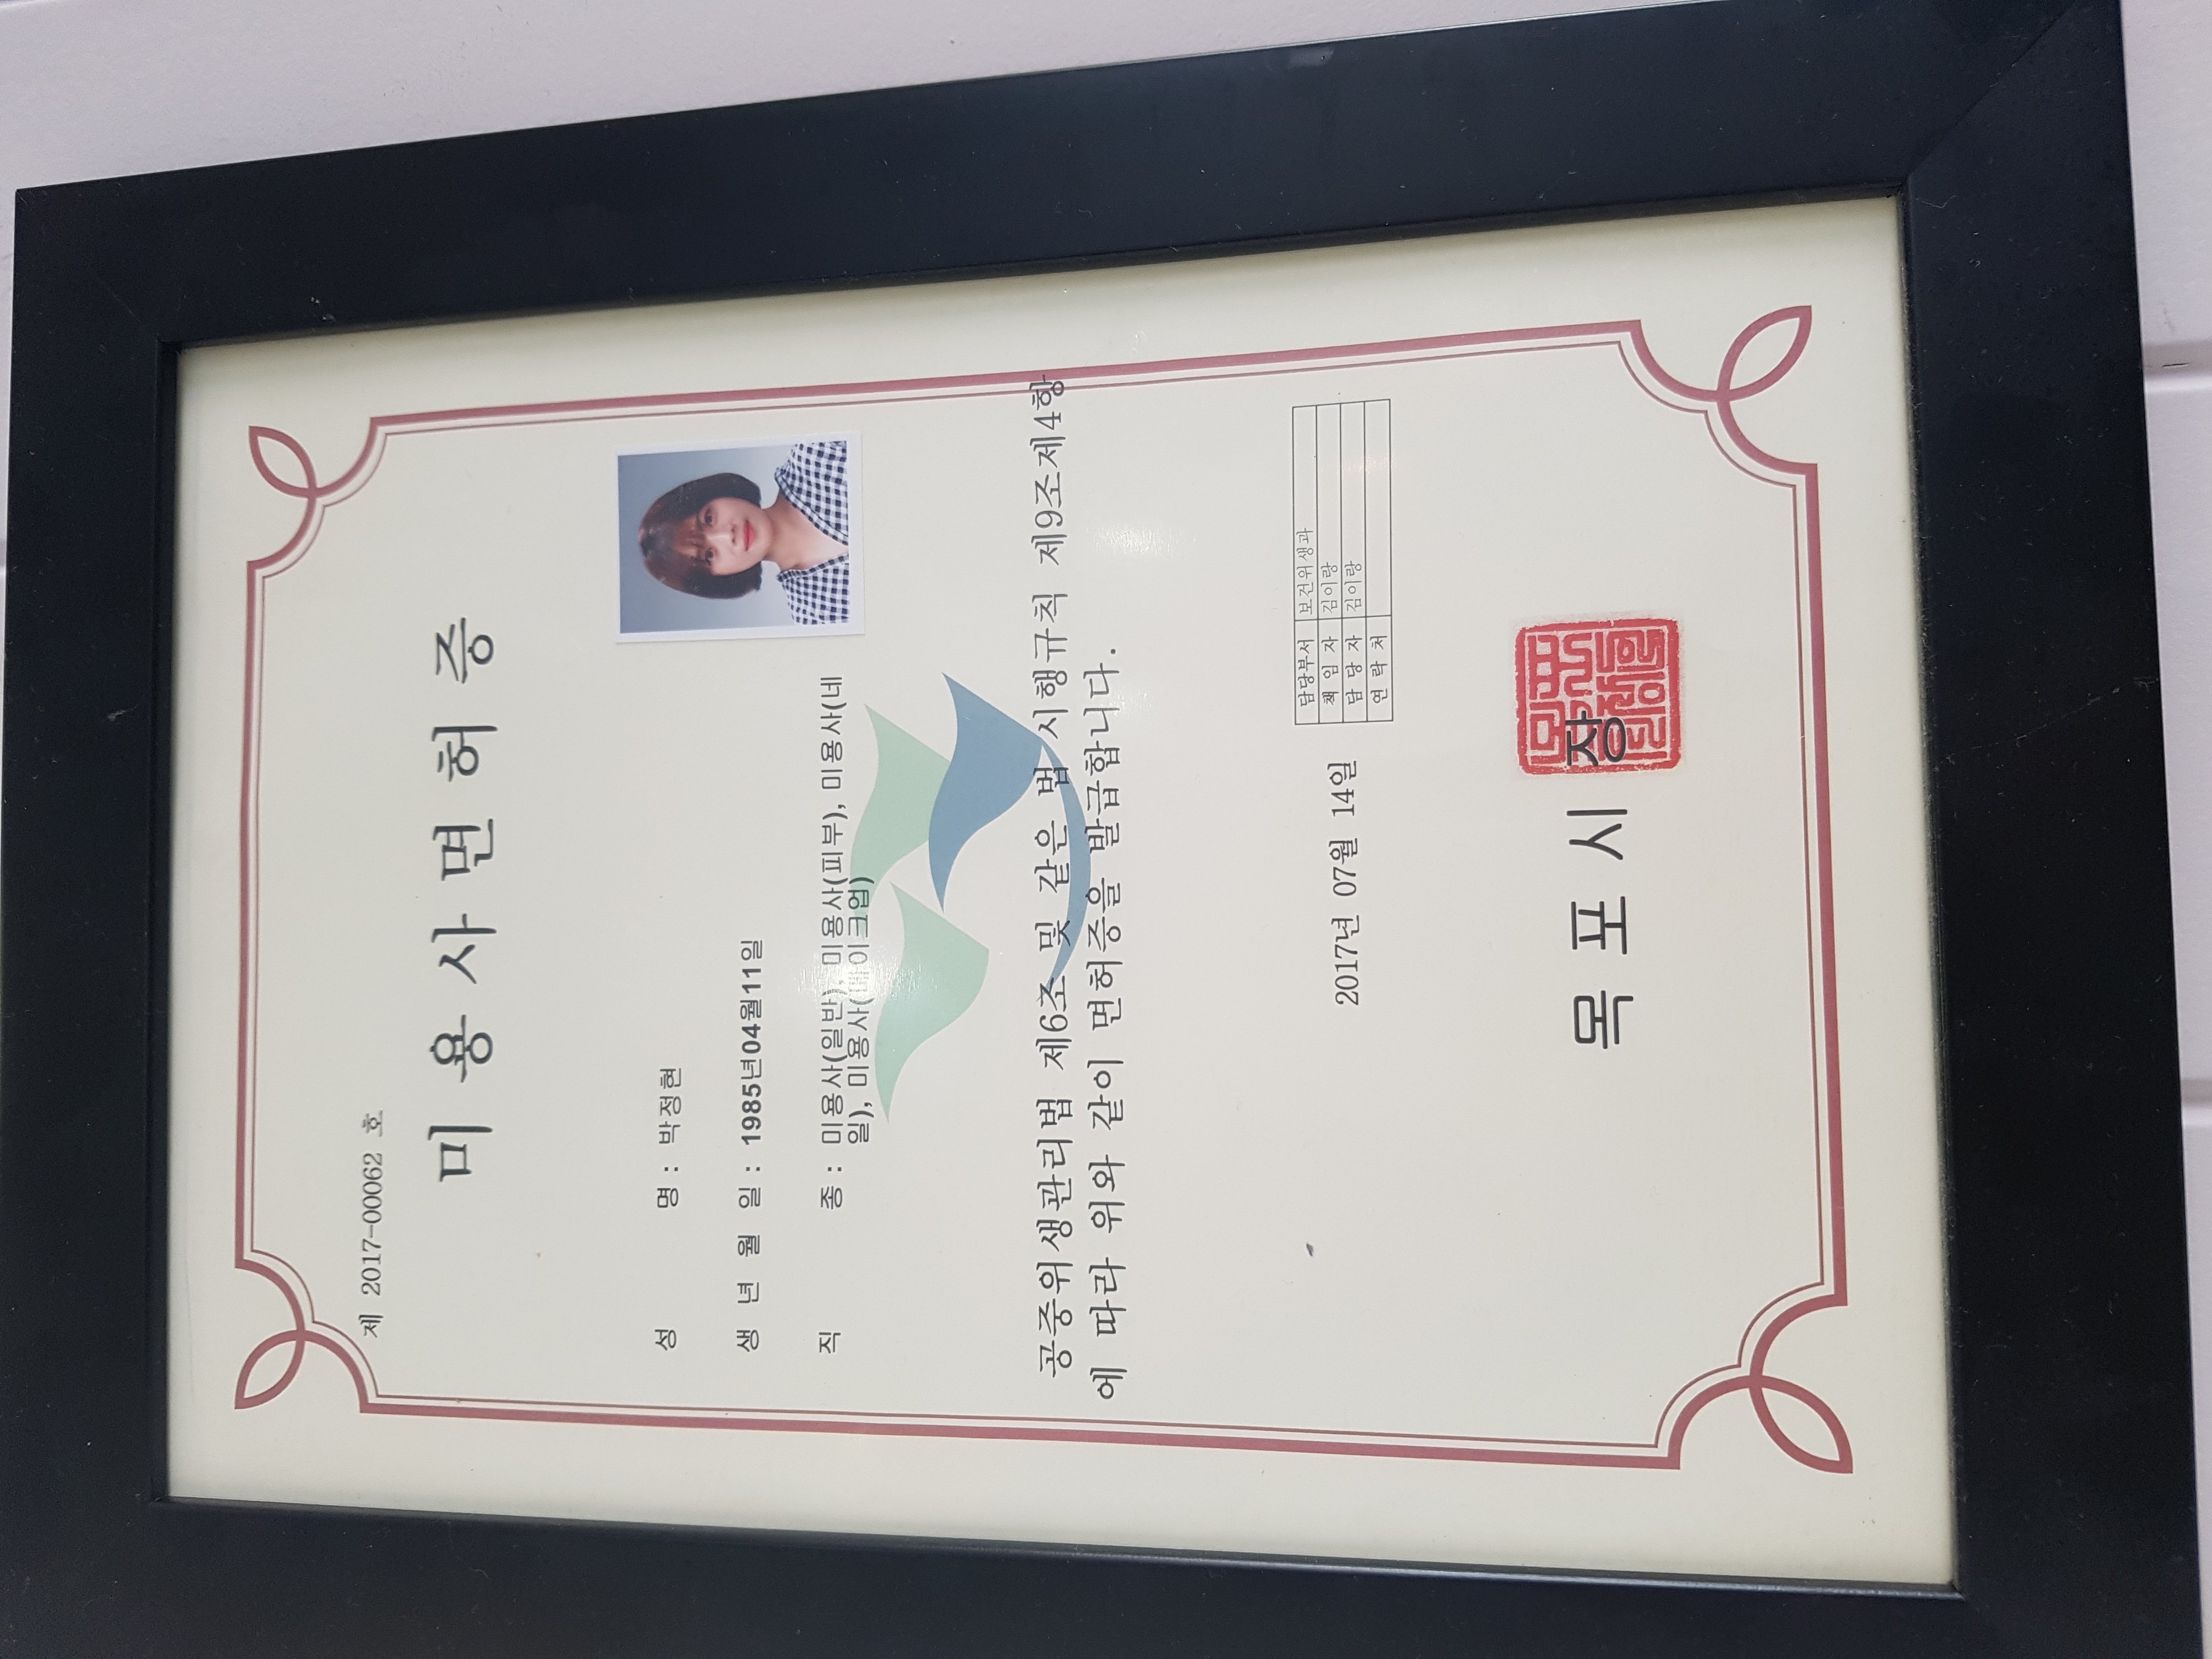 제 2017-00062 호
미 용 사 면 허 증
성 명 : 박정현
생 년 월 일 : 1985년04월11일
직 종 : 미용사(일반), 미용사(피부), 미용사(네
일), 미용사(메이크업)
공중위생관리법 제6조 및 같은 법 시행규칙 제9조제4항
에 따라 위와 같이 면허증을 발급합니다.
담당부서 보건위생과
책 임 자 김이랑
담 당 자 김이랑
연 락 처
2017년 07월 14일
목 포 시 장